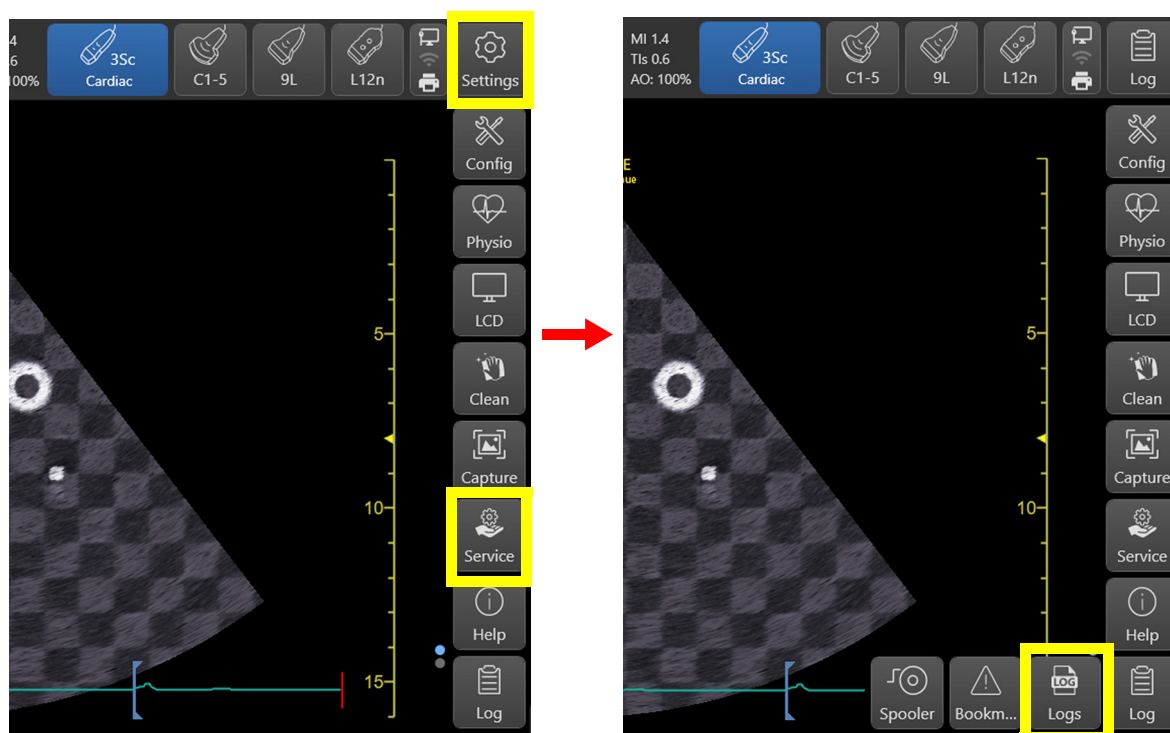 4
.6
100%
3Sc
Cardiac
C1-5
9L
L12n
Settings
Config
Physio
LCD
Clean
Capture
Service
Help
Log
5
10
15
MI 1.4
TIs 0.6
AO: 100%
3Sc
Cardiac
C1-5
9L
L12n
Log
Config
E
ue
Physio
LCD
5
Clean
Capture
10
Service
Help
Spooler
Bookm...
LOG
Logs
Log